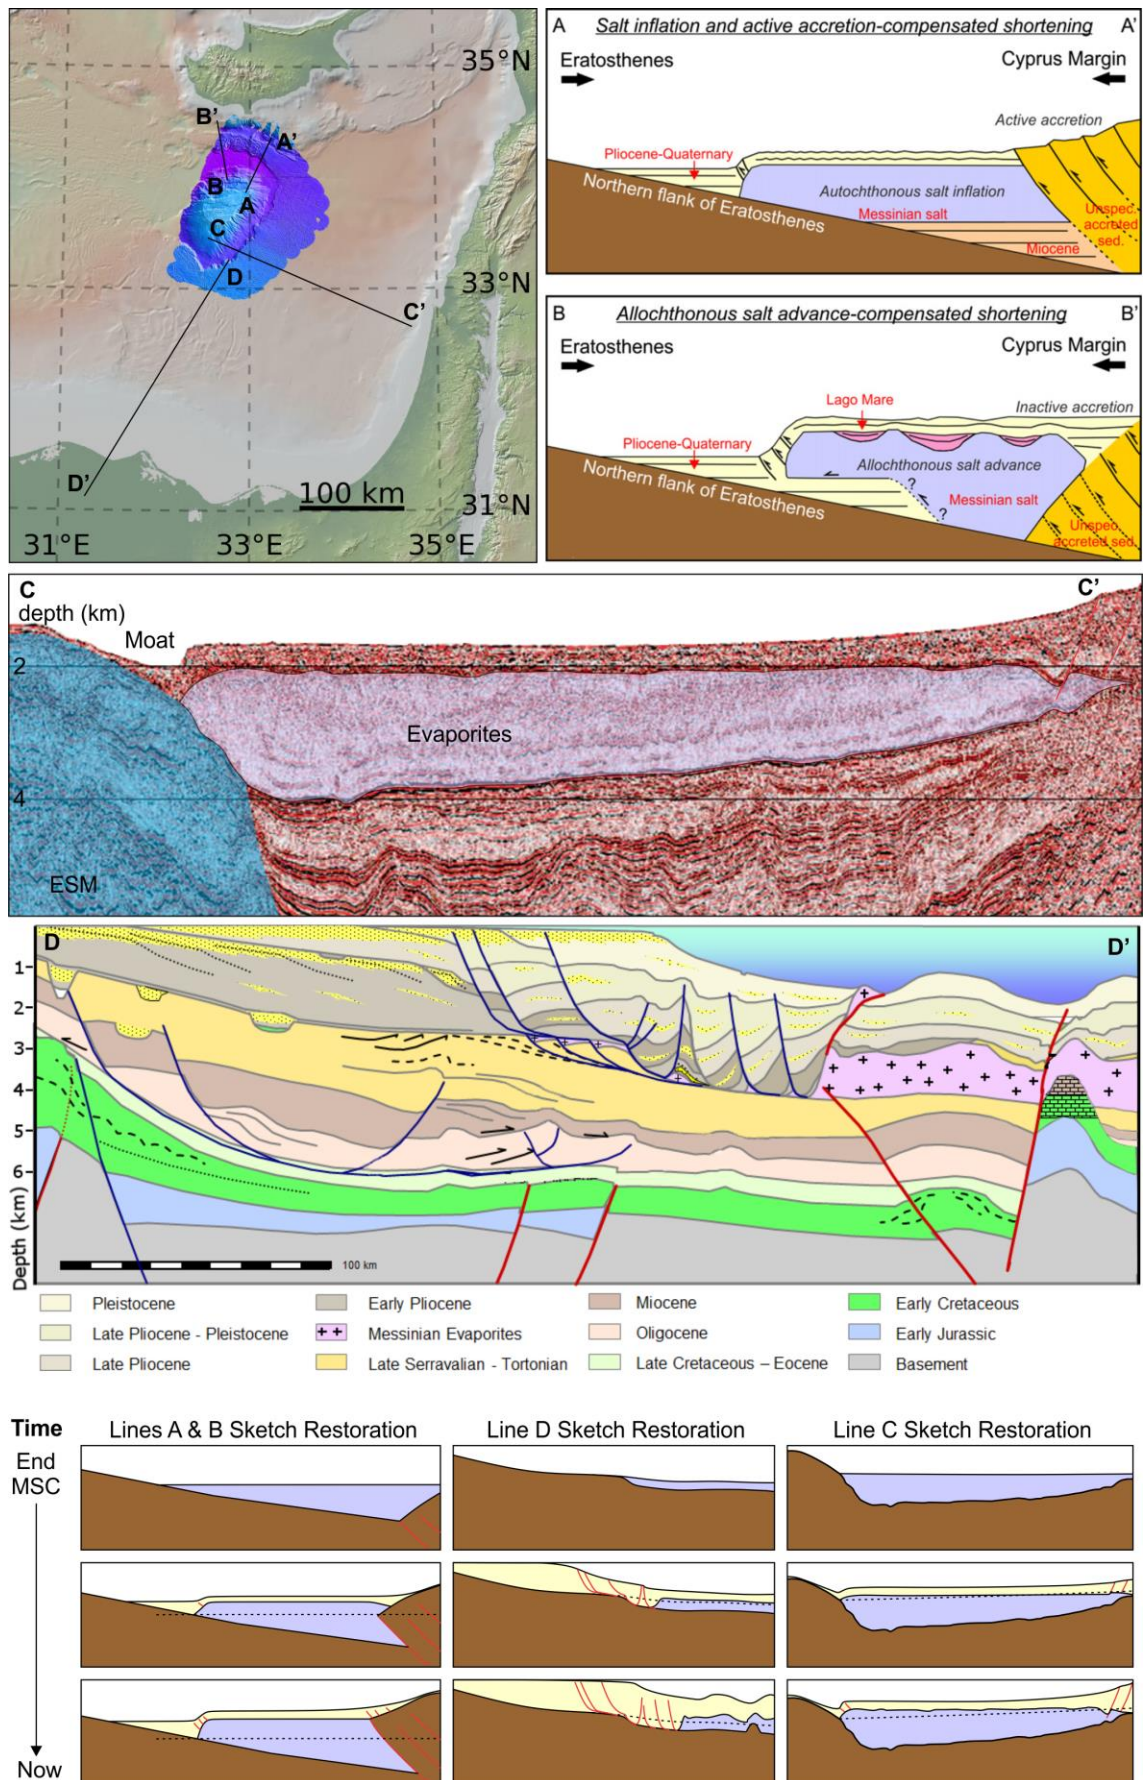 35°N
B'
A'
B
A
C
D
33°N
C'
D'
100 km
31°N
31°E
33°E
35°E
A
Salt inflation and active accretion-compensated shortening
A'
Eratosthenes
Cyprus Margin
Active accretion
Pliocene-Quaternary
Autochthonous salt inflation
Northern flank of Eratosthenes
Messinian salt
Unspec.
accreted
sed.
Miocene
B
Allochthonous salt advance-compensated shortening
B'
Eratosthenes
Cyprus Margin
Lago Mare
Inactive accretion
Pliocene-Quaternary
Allochthonous salt advance
Northern flank of Eratosthenes
?
Messinian salt
?
Unspec.
accreted sed.
C
C'
depth (km)
Moat
2
Evaporites
4
ESM
D
D'
1
2
3
4
5
6
Depth (km)
100 km
Pleistocene
Early Pliocene
Miocene
Early Cretaceous
Late Pliocene - Pleistocene
Messinian Evaporites
Oligocene
Early Jurassic
Late Pliocene
Late Serravalian - Tortonian
Late Cretaceous – Eocene
Basement
Time
Lines A & B Sketch Restoration
Line D Sketch Restoration
Line C Sketch Restoration
End
MSC
Now